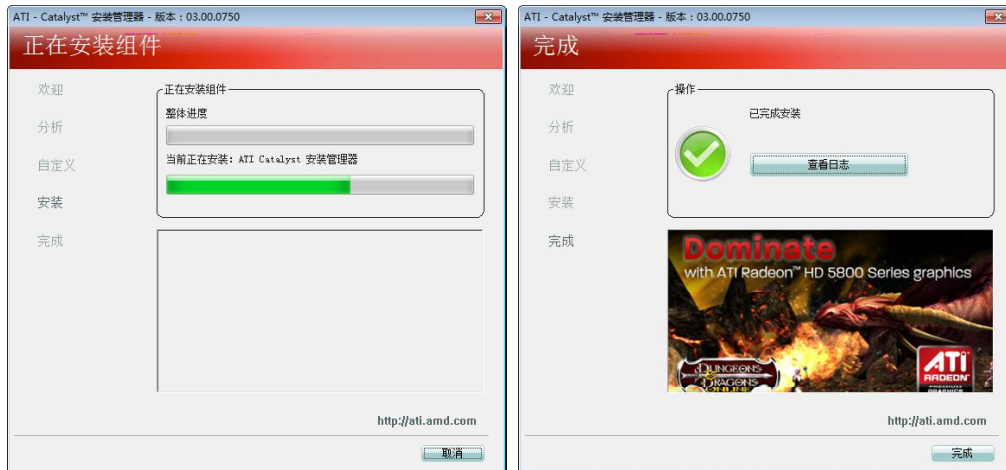 ATI - Catalyst™ 安装管理器 - 版本：03.00.0750
正在安装组件
欢迎
分析
自定义
安装
完成
正在安装组件
整体进度
当前正在安装: ATI Catalyst 安装管理器
http://ati.amd.com
取消
ATI - Catalyst™ 安装管理器 - 版本：03.00.0750
完成
欢迎
分析
自定义
安装
完成
操作
已完成安装
查看日志
Dominate
with ATI Radeon™ HD 5800 Series graphics
DUNGEONS
DRAGONS
ONLINE
ATI
RADEON
PREMIUM
GRAPHICS
http://ati.amd.com
完成